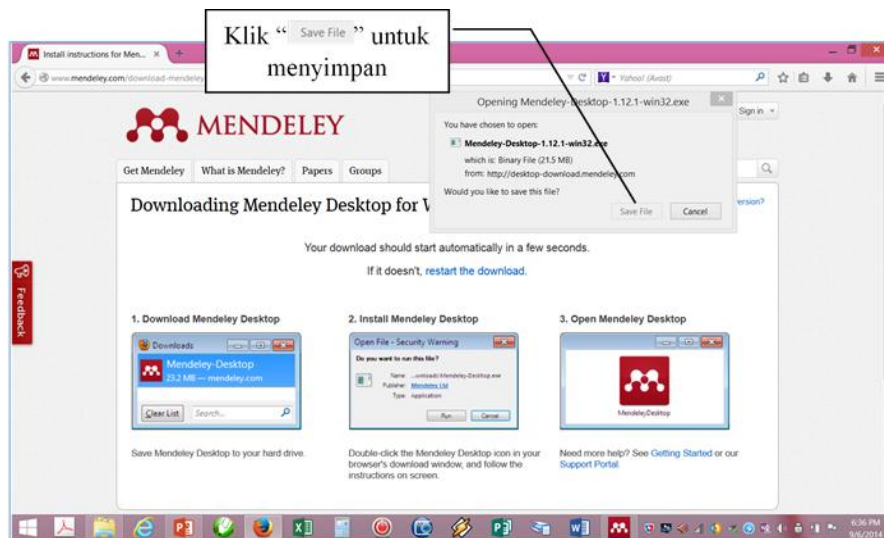 Klik “ Save File ” untuk
menyimpan
Install instructions for Men...
www.mendeley.com/download-mendeley
Yahoo! (Avast)
Opening Mendeley-Desktop-1.12.1-win32.exe
You have chosen to open:
Mendeley-Desktop-1.12.1-win32.exe
which is: Binary File (21.5 MB)
from: http://desktop-download.mendeley.com
Would you like to save this file?
Save File Cancel
Sign in
MENDELEY
Get Mendeley What is Mendeley? Papers Groups
Downloading Mendeley Desktop for
ersion?
Your download should start automatically in a few seconds.
If it doesn't, restart the download.
Feedback
1. Download Mendeley Desktop
Downloads
Mendeley-Desktop
23.2 MB — mendeley.com
Clear List Search...
Save Mendeley Desktop to your hard drive.
2. Install Mendeley Desktop
Open File - Security Warning
Do you want to run this file?
Name: ...wnloads\Mendeley-Desktop.exe
Publisher: Mendeley Ltd
Type: Application
Run Cancel
Double-click the Mendeley Desktop icon in your
browser's download window, and follow the
instructions on screen.
3. Open Mendeley Desktop
MendeleyDesktop
Need more help? See Getting Started or our
Support Portal.
6:36 PM
9/6/2014